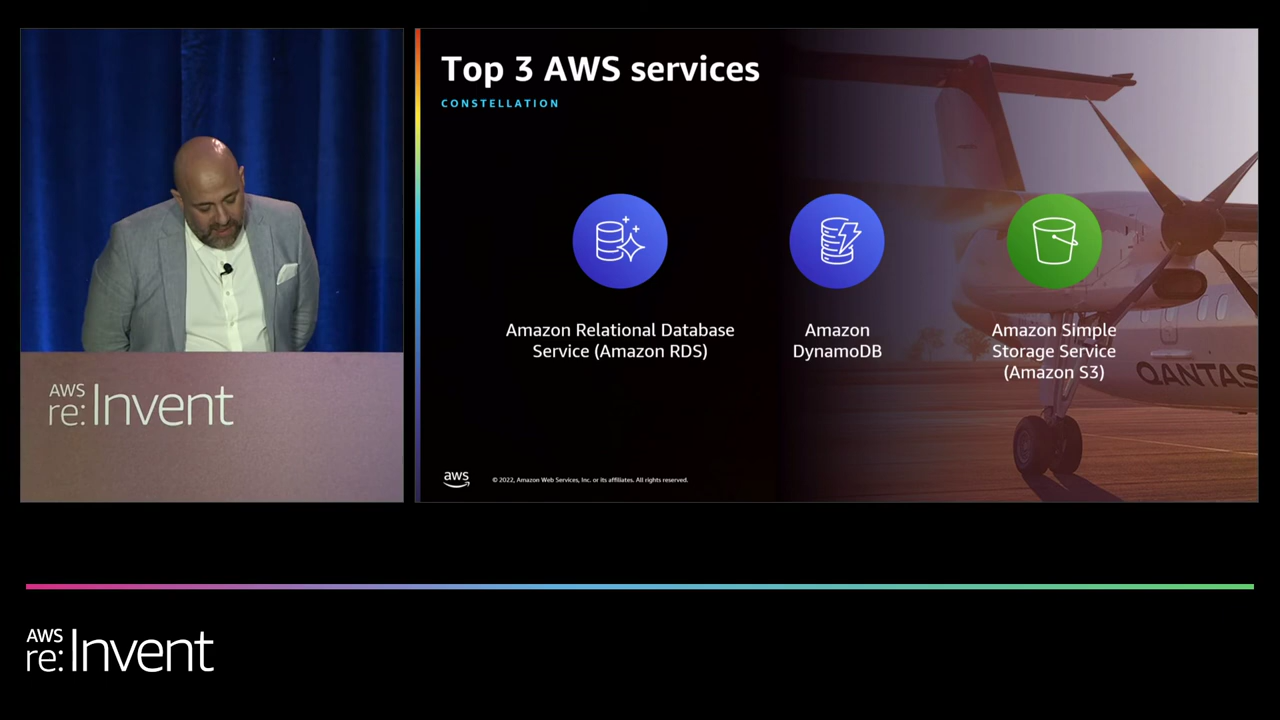 Top 3 AWS services
CONSTELLATION
Amazon Relational Database
Service (Amazon RDS)
Amazon
DynamoDB
Amazon Simple
Storage Service
(Amazon S3)
QANTAS
aws
© 2022, Amazon Web Services, Inc. or its affiliates. All rights reserved.
AWS
re:Invent
AWS
re:Invent